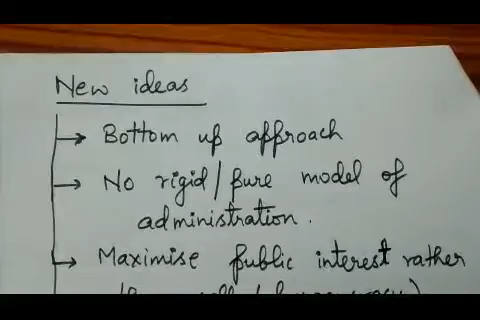 New ideas
→ Bottom up approach
→ No rigid/pure model of
administration.
→ Maximise public interest rather